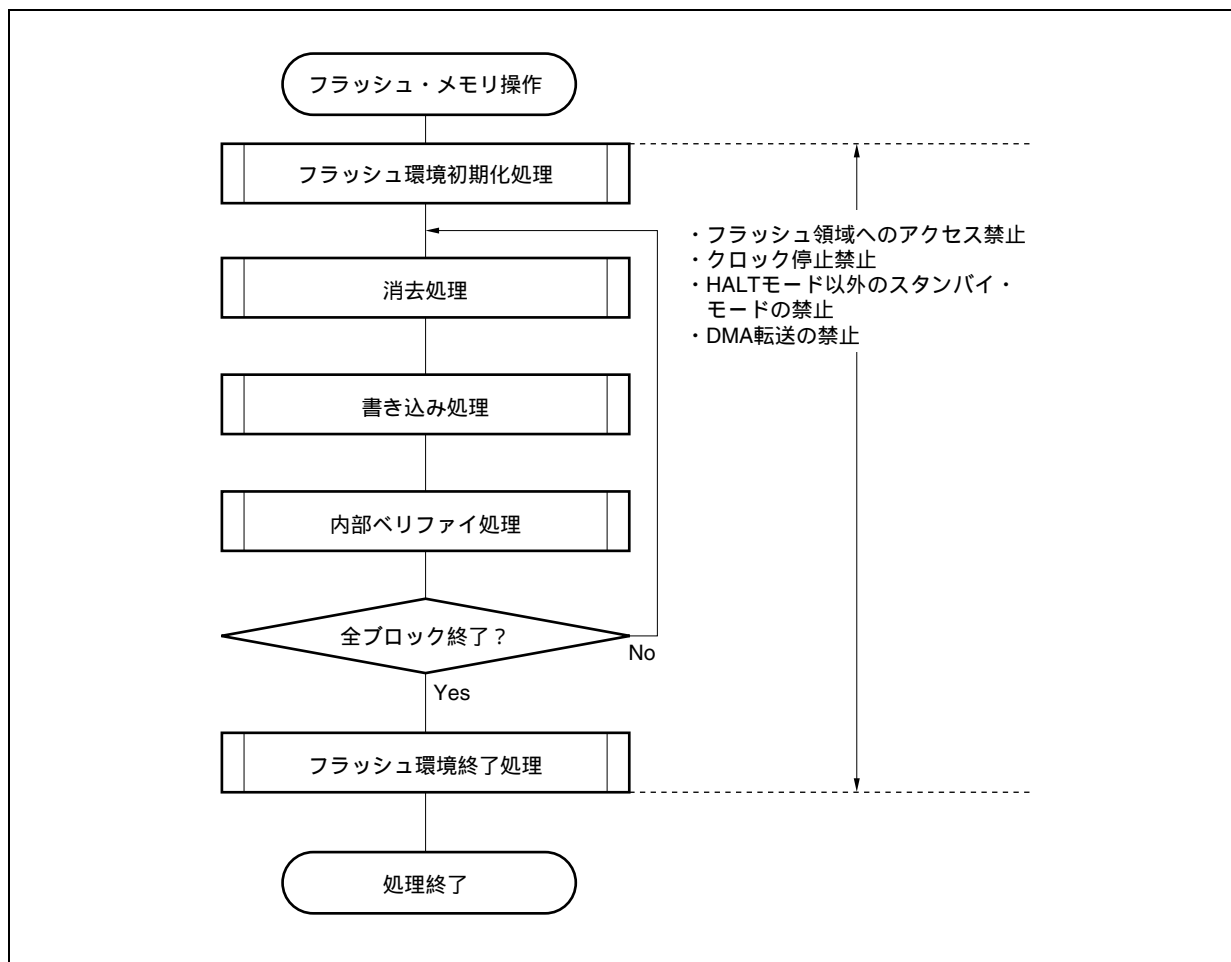 フラッシュ・メモリ操作
フラッシュ環境初期化処理
・フラッシュ領域へのアクセス禁止
・クロック停止禁止
・HALTモード以外のスタンバイ・
モードの禁止
・DMA転送の禁止
消去処理
書き込み処理
内部ベリファイ処理
全ブロック終了？
No
Yes
フラッシュ環境終了処理
処理終了